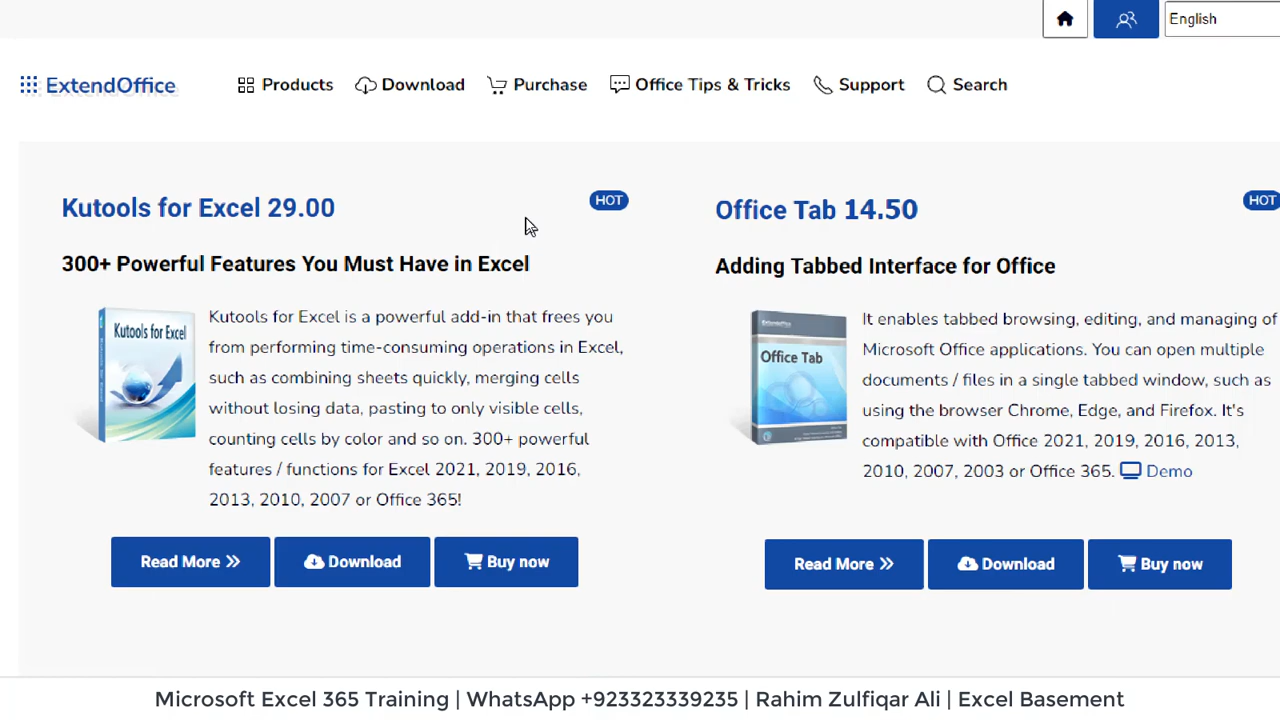 English
ExtendOffice
Products
Download
Purchase
Office Tips & Tricks
Support
Search
Kutools for Excel 29.00
HOT
300+ Powerful Features You Must Have in Excel
Kutools for Excel
Kutools for Excel is a powerful add-in that frees you
from performing time-consuming operations in Excel,
such as combining sheets quickly, merging cells
without losing data, pasting to only visible cells,
counting cells by color and so on. 300+ powerful
features / functions for Excel 2021, 2019, 2016,
2013, 2010, 2007 or Office 365!
Read More
Download
Buy now
Office Tab 14.50
HOT
Adding Tabbed Interface for Office
ExtendOffice
Office Tab
It enables tabbed browsing, editing, and managing of
Microsoft Office applications. You can open multiple
documents / files in a single tabbed window, such as
using the browser Chrome, Edge, and Firefox. It's
compatible with Office 2021, 2019, 2016, 2013,
2010, 2007, 2003 or Office 365. Demo
Read More
Download
Buy now
Microsoft Excel 365 Training | WhatsApp +923323339235 | Rahim Zulfiqar Ali | Excel Basement